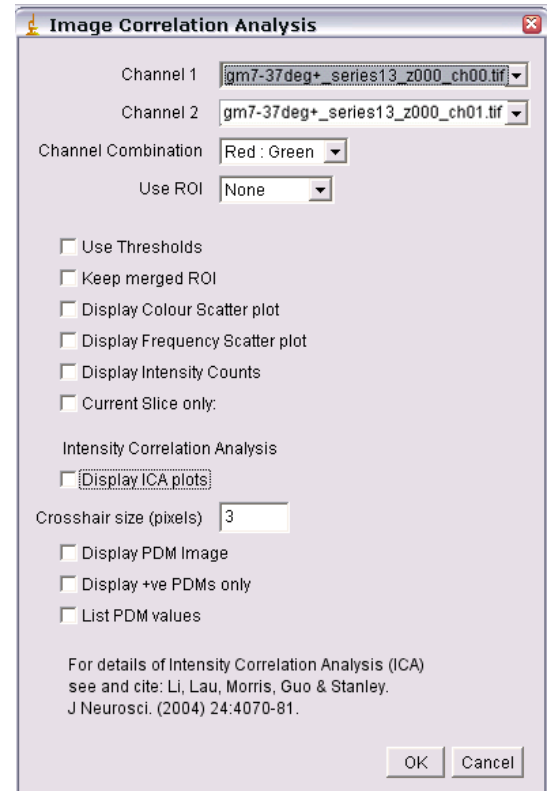 Image Correlation Analysis
Channel 1 gm7-37deg+_series13_z000_ch00.tif
Channel 2 gm7-37deg+_series13_z000_ch01.tif
Channel Combination Red : Green
Use ROI None
Use Thresholds
Keep merged ROI
Display Colour Scatter plot
Display Frequency Scatter plot
Display Intensity Counts
Current Slice only:
Intensity Correlation Analysis
Display ICA plots
Crosshair size (pixels) 3
Display PDM Image
Display +ve PDMs only
List PDM values
For details of Intensity Correlation Analysis (ICA)
see and cite: Li, Lau, Morris, Guo & Stanley.
J Neurosci. (2004) 24:4070-81.
OK Cancel